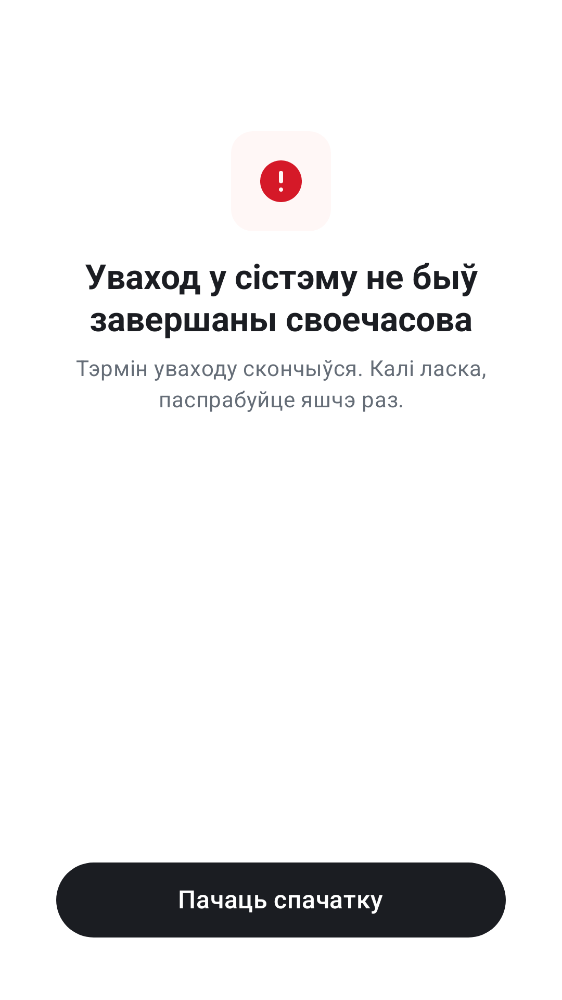 Уваход у сістэму не быў
завершаны своечасова
Тэрмін уваходу скончыўся. Калі ласка,
паспрабуйце яшчэ раз.
Пачаць спачатку